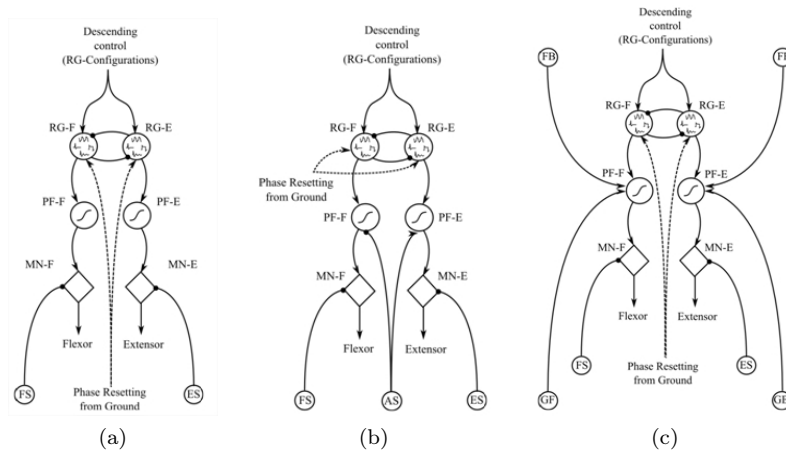 Descending
control
(RG-Configurations)
RG-F
RG-E
PF-F
PF-E
MN-F
MN-E
Flexor
Extensor
FS
Phase Resetting
from Ground
ES
(a)
Descending
control
(RG-Configurations)
RG-F
RG-E
Phase Resetting
from Ground
PF-F
PF-E
MN-F
MN-E
Flexor
Extensor
FS
AS
ES
(b)
Descending
control
(RG-Configurations)
FB
RG-F
RG-E
PF-F
PF-E
MN-F
MN-E
Flexor
Extensor
FS
Phase Resetting
from Ground
ES
GF
(c)